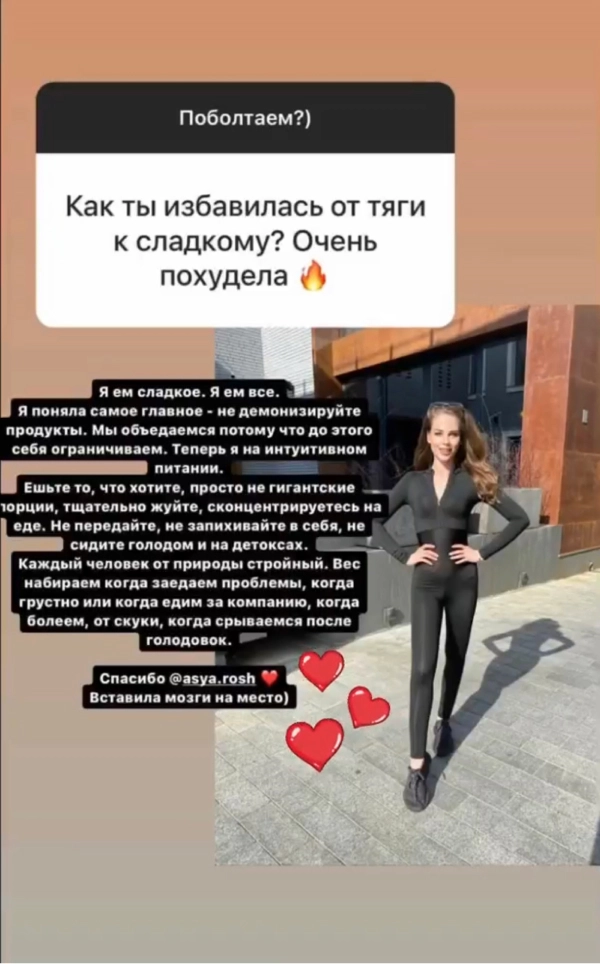 Поболтаем?)
Как ты избавилась от тяги
к сладкому? Очень
похудела 🔥
Я ем сладкое. Я ем все.
Я поняла самое главное - не демонизируйте
продукты. Мы объедаемся потому что до этого
себя ограничиваем. Теперь я на интуитивном
питании.
Ешьте то, что хотите, просто не гигантские
порции, тщательно жуйте, сконцентрируетесь на
еде. Не передайте, не запихивайте в себя, не
сидите голодом и на детоксах.
Каждый человек от природы стройный. Вес
набираем когда заедаем проблемы, когда
грустно или когда едим за компанию, когда
болеем, от скуки, когда срываемся после
голодовок.
Спасибо @asya.rosh ❤️
Вставила мозги на место)